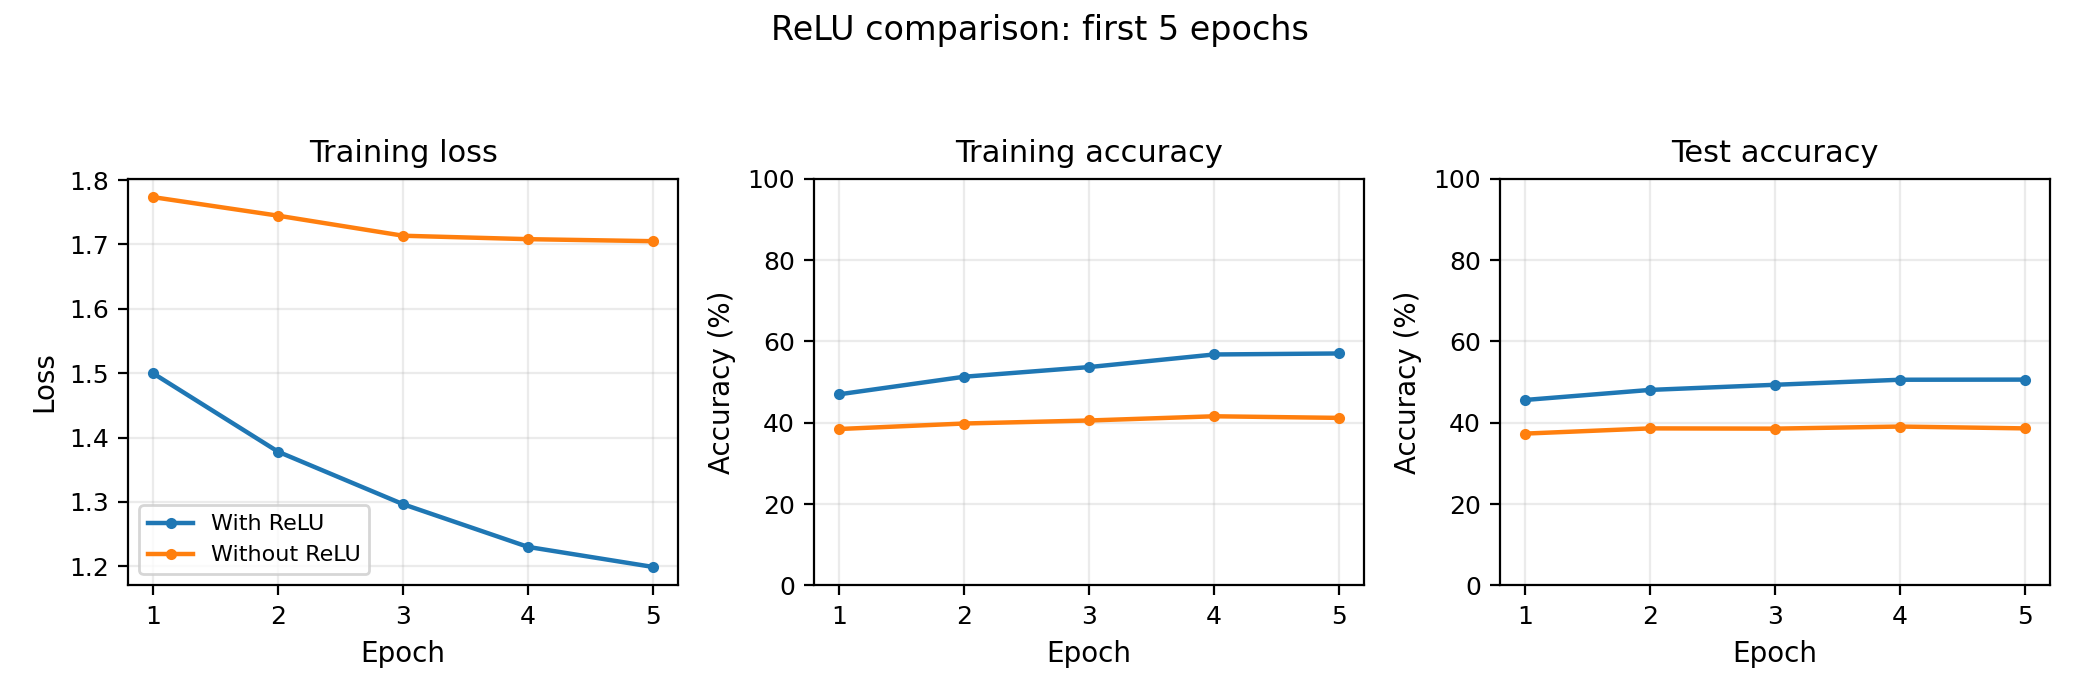 ReLU comparison: first 5 epochs
Training loss
Loss
1.8
1.7
1.6
1.5
1.4
1.3
1.2
With ReLU
Without ReLU
1 2 3 4 5
Epoch
Training accuracy
Accuracy (%)
100
80
60
40
20
0
1 2 3 4 5
Epoch
Test accuracy
Accuracy (%)
100
80
60
40
20
0
1 2 3 4 5
Epoch